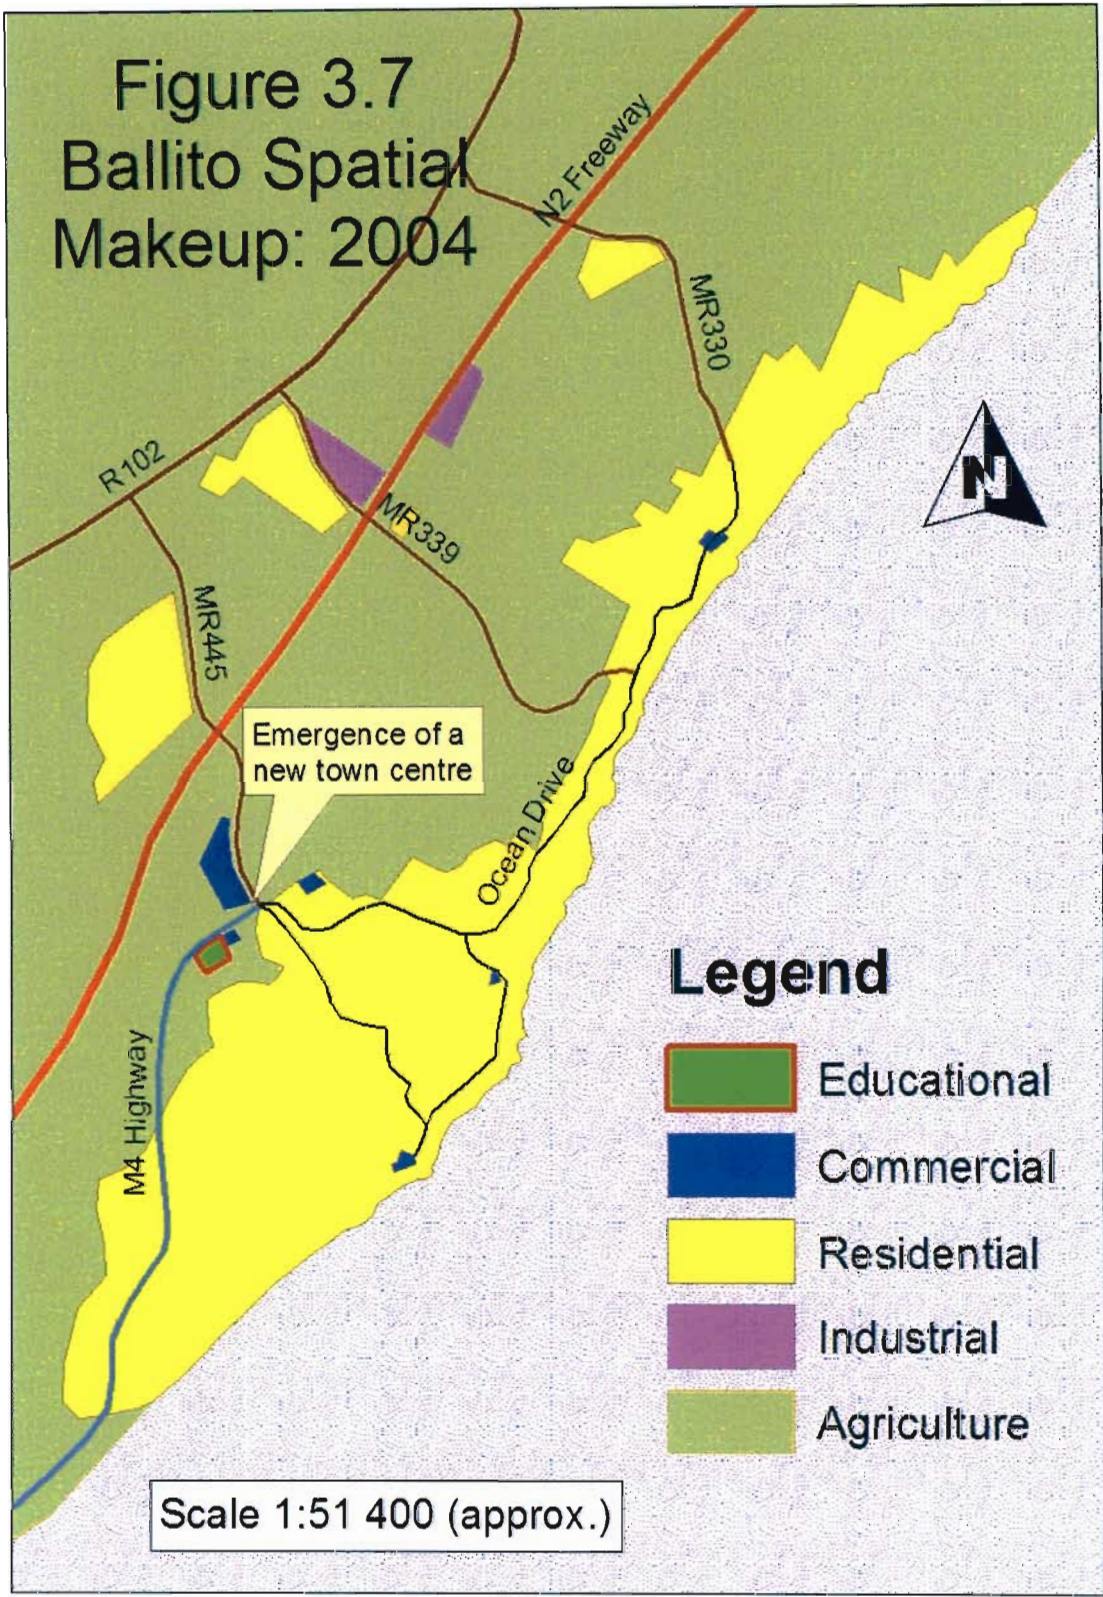 Figure 3.7
Ballito Spatial
Makeup: 2004
N2 Freeway
MR330
R102
MR339
MR445
N
Emergence of a
new town centre
Ocean Drive
M4 Highway
Legend
Educational
Commercial
Residential
Industrial
Agriculture
Scale 1:51 400 (approx.)